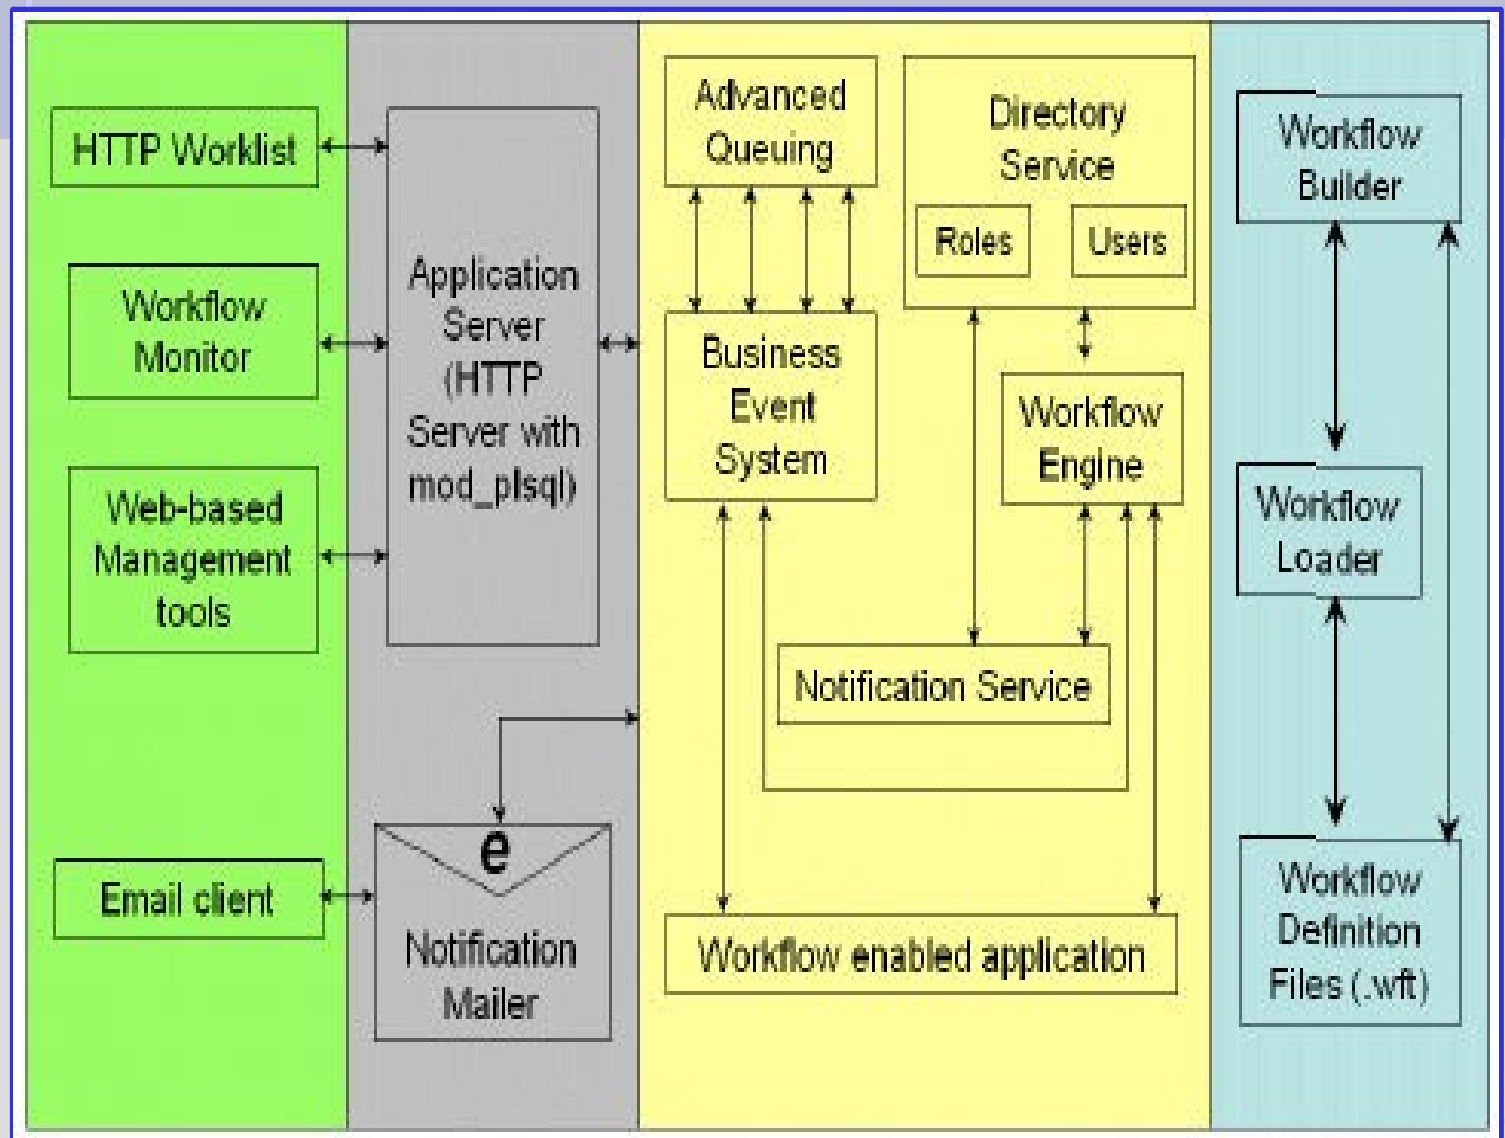 HTTP Worklist
Workflow
Monitor
Web-based
Management
tools
Email client
Application
Server
(HTTP
Server with
mod_plsql)
e
Notification
Mailer
Advanced
Queuing
Directory
Service
Roles
Users
Business
Event
System
Workflow
Engine
Notification Service
Workflow enabled application
Workflow
Builder
Workflow
Loader
Workflow
Definition
Files (.wft)